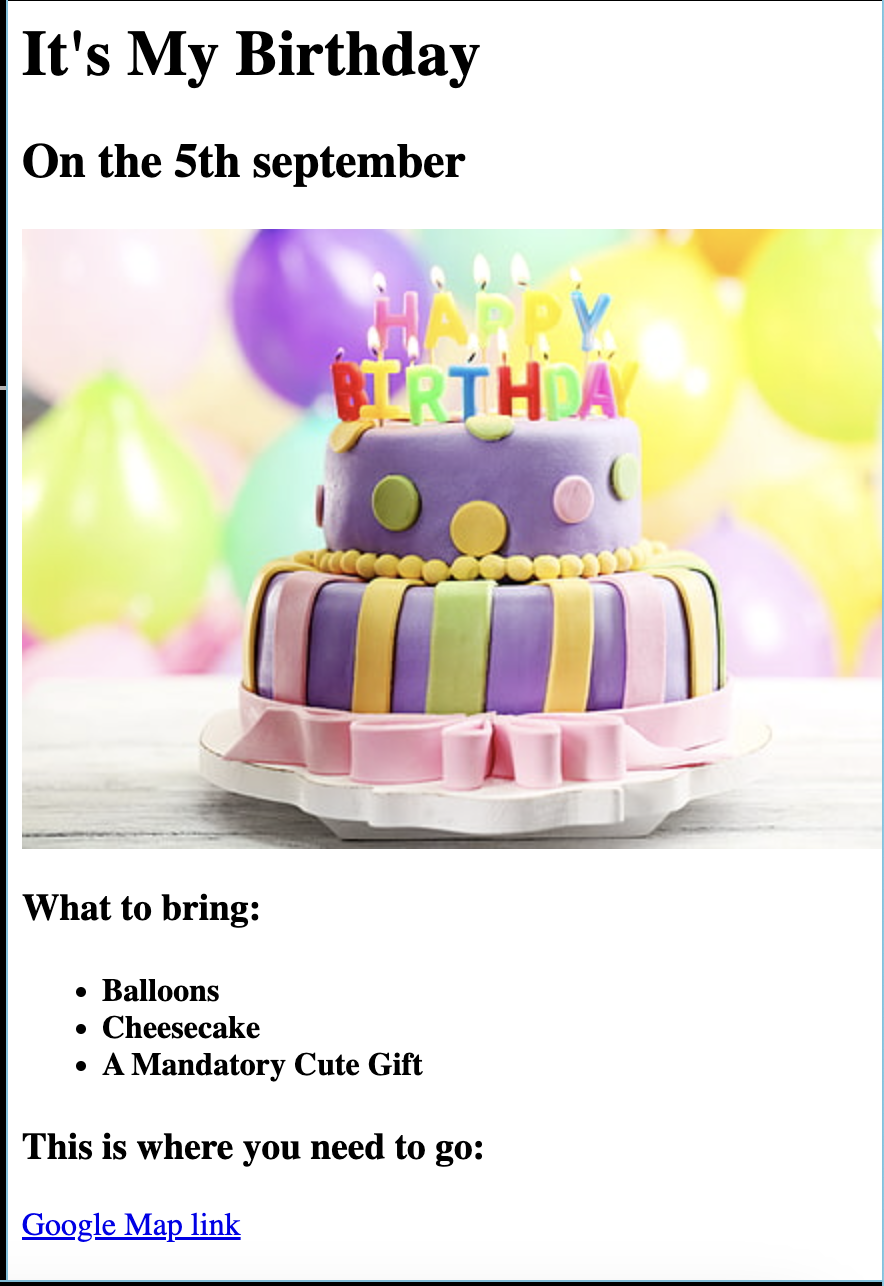 It's My Birthday
On the 5th september
HAPPY
BIRTHDAY
What to bring:
Balloons
Cheesecake
A Mandatory Cute Gift
This is where you need to go:
Google Map link